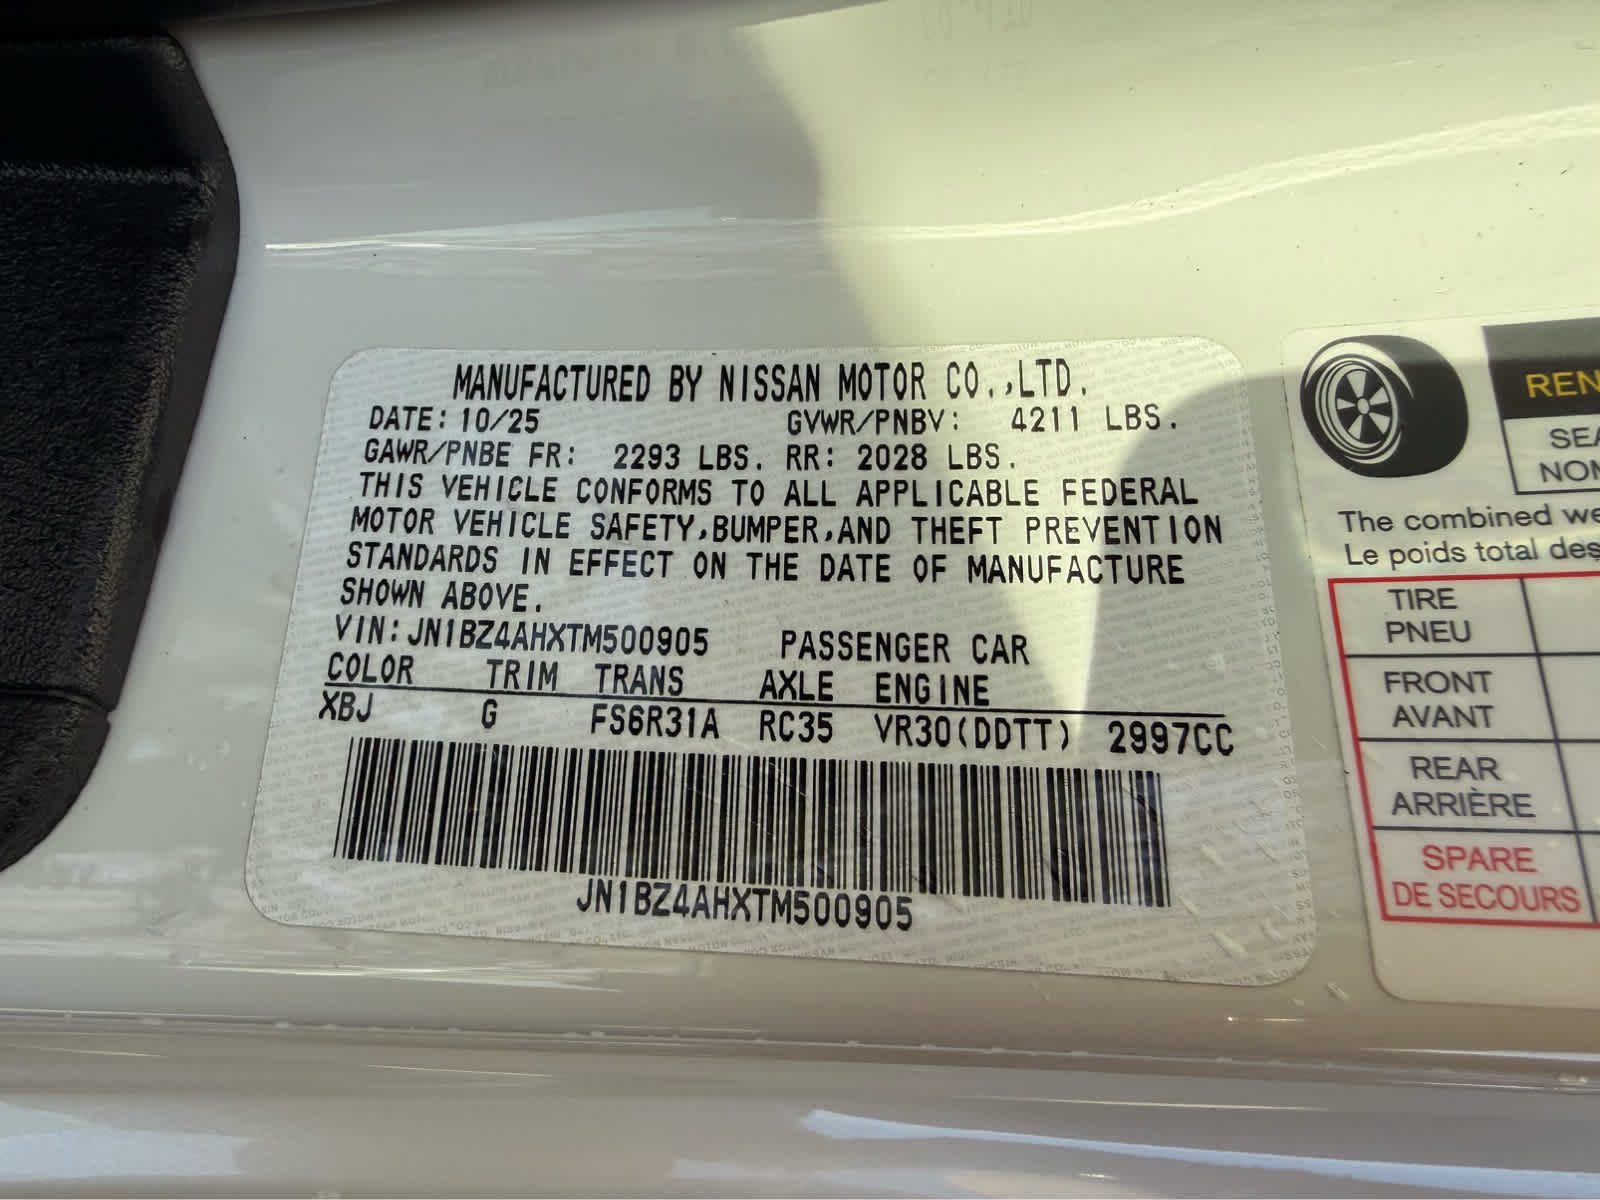 MANUFACTURED BY NISSAN MOTOR CO.,LTD.
DATE: 10/25 GVWR/PNBV: 4211 LBS.
GAWR/PNBE FR: 2293 LBS. RR: 2028 LBS.
THIS VEHICLE CONFORMS TO ALL APPLICABLE FEDERAL
MOTOR VEHICLE SAFETY,BUMPER,AND THEFT PREVENTION
STANDARDS IN EFFECT ON THE DATE OF MANUFACTURE
SHOWN ABOVE.
VIN: JN1BZ4AHXTM500905 PASSENGER CAR
COLOR TRIM TRANS AXLE ENGINE
XBJ G FS6R31A RC35 VR30(DDTT) 2997CC
JN1BZ4AHXTM500905
REN
SEA
NOM
The combined we
Le poids total des
TIRE
PNEU
FRONT
AVANT
REAR
ARRIÈRE
SPARE
DE SECOURS